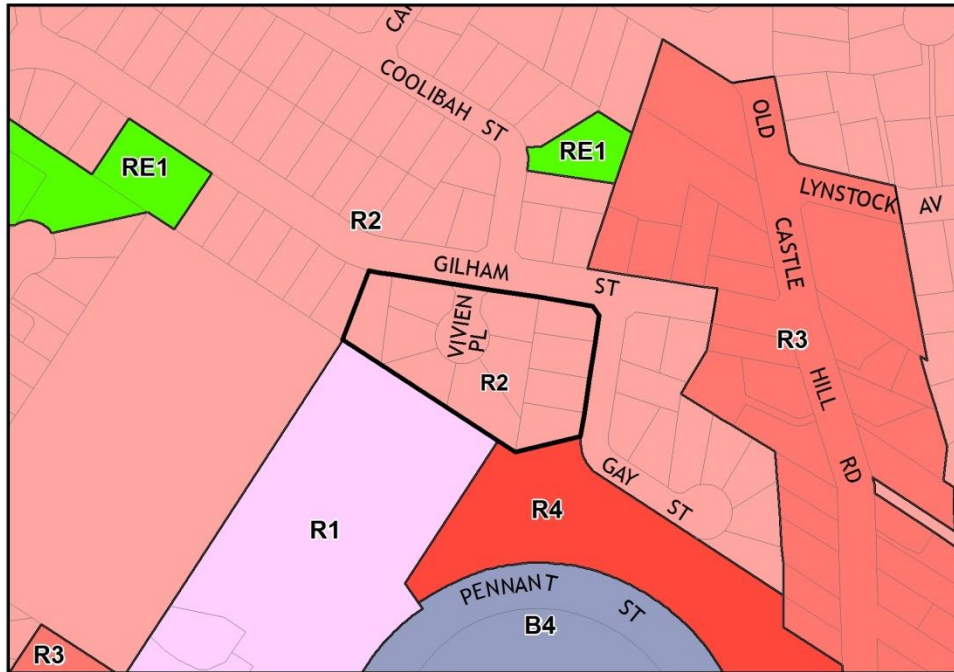 COOLIBAH ST
OLD CASTLE HILL RD
RE1
RE1
LYNSTOCK AV
R2
GILHAM ST
VIVIEN PL
R3
R2
GAY ST
R4
R1
PENNANT ST
B4
R3